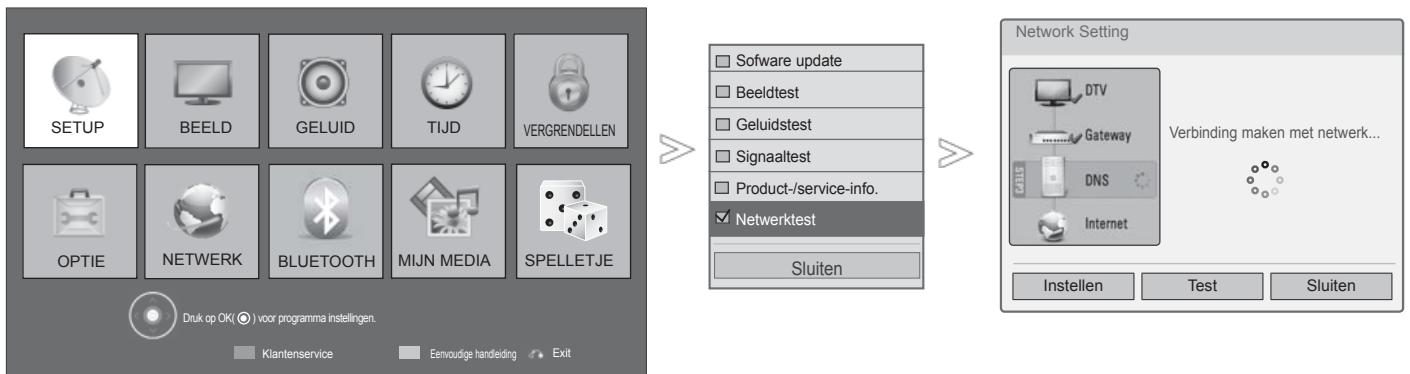 SETUP
BEELD
GELUID
TIJD
VERGRENDELLEN
OPTIE
NETWERK
BLUETOOTH
MIJN MEDIA
SPELLETJE
Druk op OK( ) voor programma instellingen.
Klantenservice
Eenvoudige handleiding
Exit
Sofware update
Beeldtest
Geluidstest
Signaaltest
Product-/service-info.
Netwerktest
Sluiten
Network Setting
DTV
Gateway
STEP3
DNS
Internet
Verbinding maken met netwerk...
Instellen
Test
Sluiten